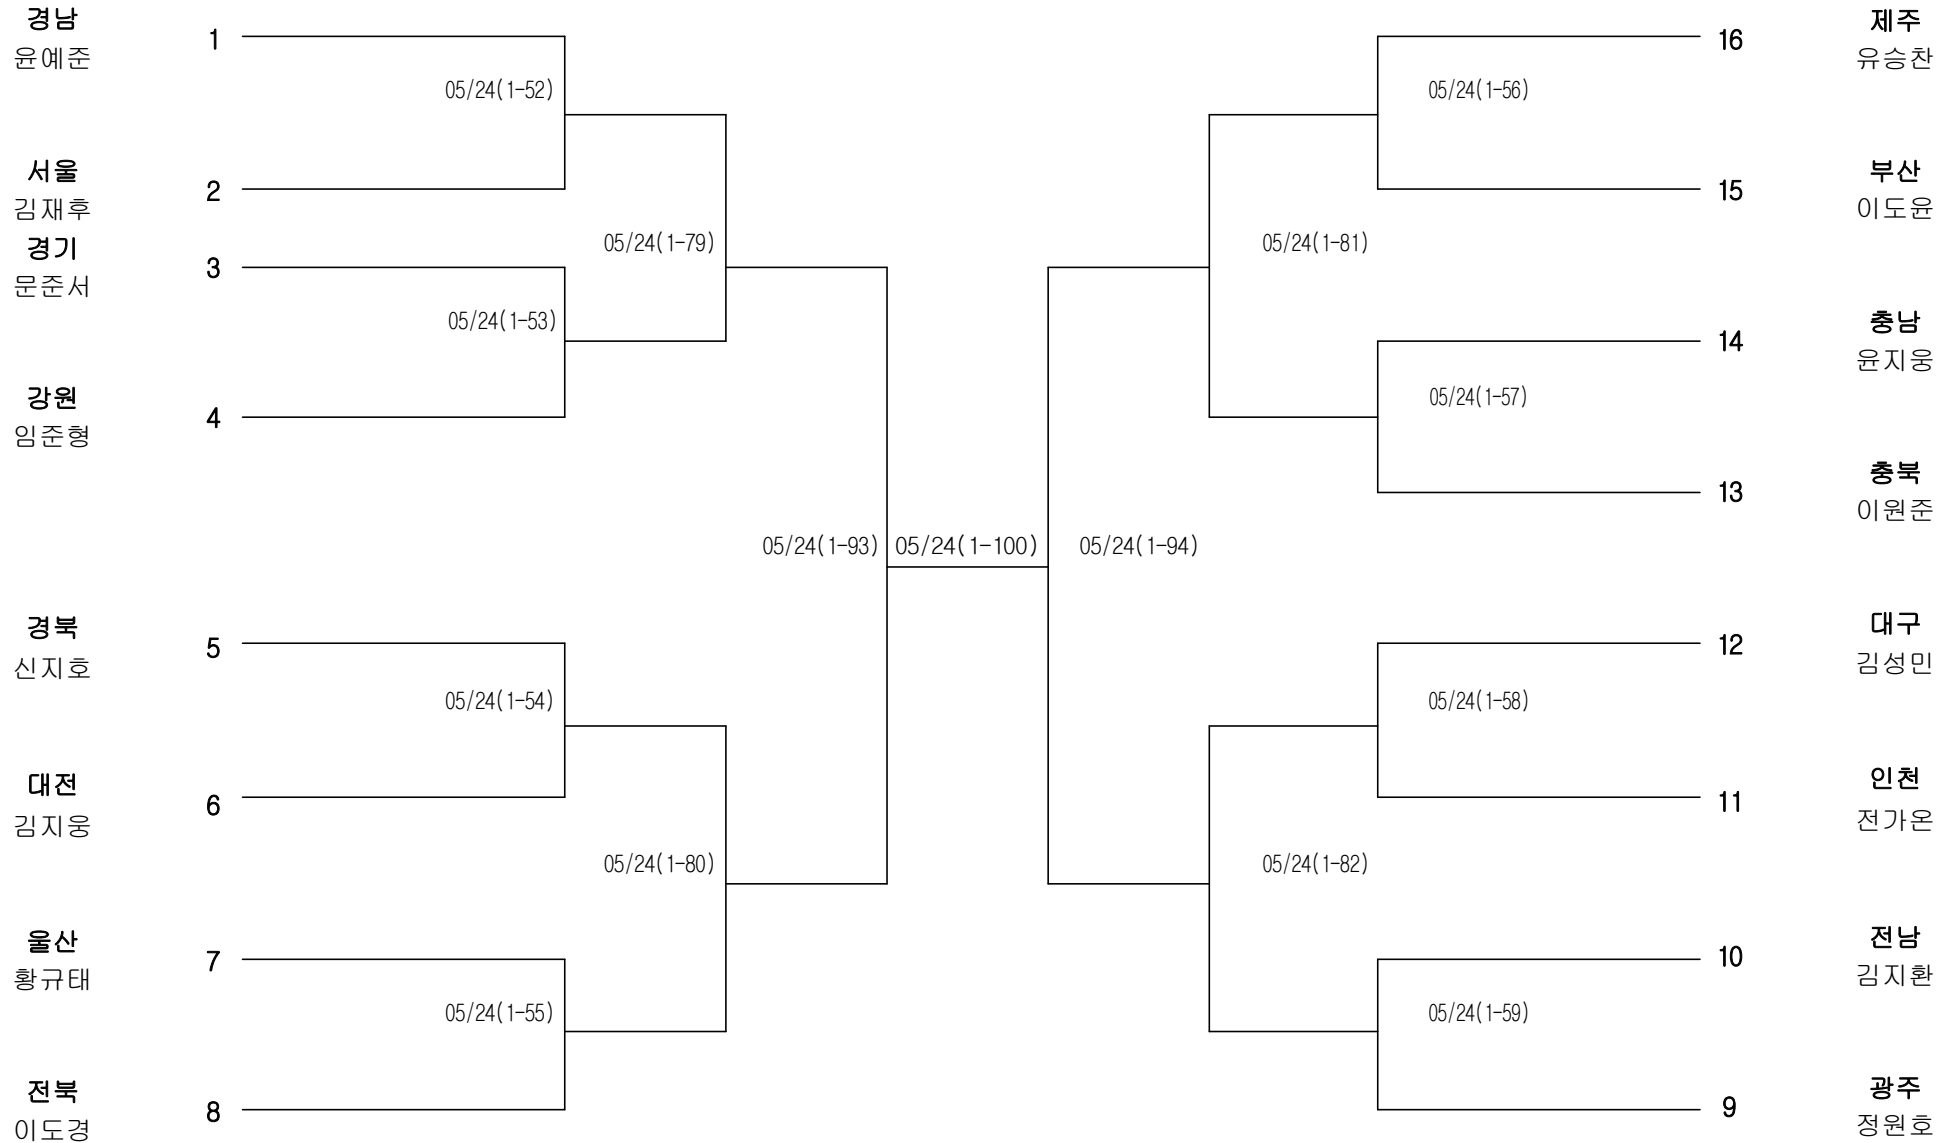 경남
윤예준
1
05/24(1-52)
서울
김재후
2
경기
문준서
3
05/24(1-79)
05/24(1-53)
강원
임준형
4
05/24(1-93)
경북
신지호
5
05/24(1-54)
대전
김지웅
6
05/24(1-80)
울산
황규태
7
05/24(1-55)
전북
이도경
8
05/24(1-100)
제주
유승찬
16
05/24(1-56)
부산
이도윤
15
05/24(1-81)
충남
윤지웅
14
05/24(1-57)
충북
이원준
13
05/24(1-94)
대구
김성민
12
05/24(1-58)
인천
전가온
11
05/24(1-82)
전남
김지환
10
05/24(1-59)
광주
정원호
9